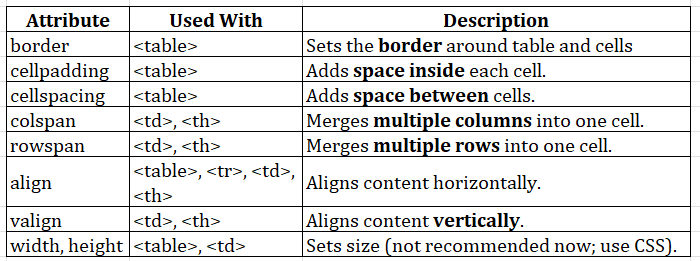 Attribute Used With Description
border <table> Sets the border around table and cells
cellpadding <table> Adds space inside each cell.
cellspacing <table> Adds space between cells.
colspan <td>, <th> Merges multiple columns into one cell.
rowspan <td>, <th> Merges multiple rows into one cell.
align <table>, <tr>, <td>, <th> Aligns content horizontally.
valign <td>, <th> Aligns content vertically.
width, height <table>, <td> Sets size (not recommended now; use CSS).